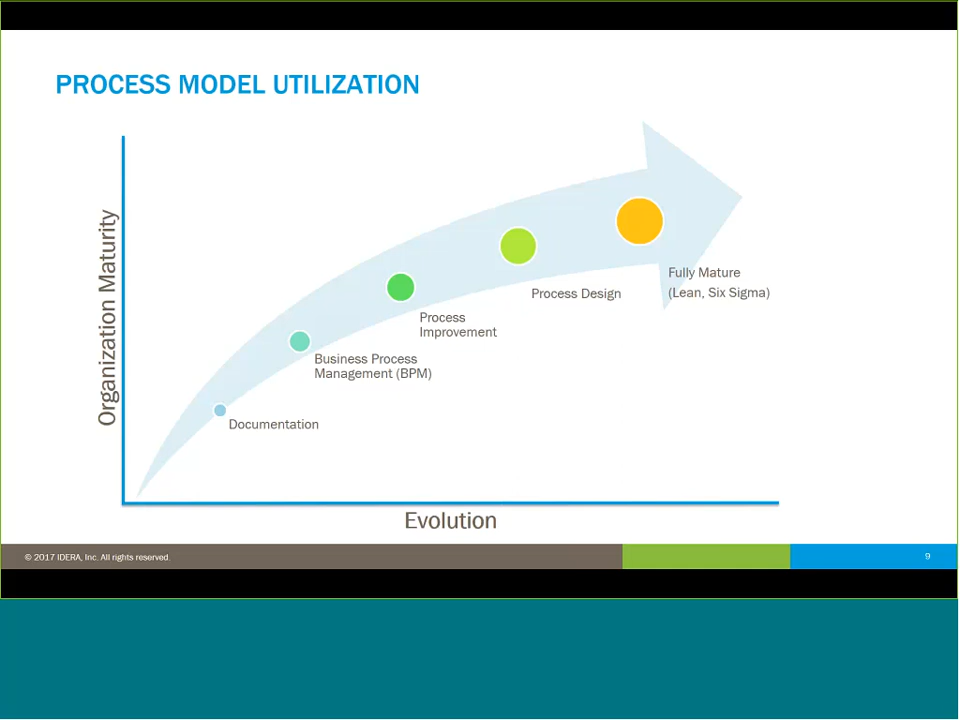 PROCESS MODEL UTILIZATION
Organization Maturity
Fully Mature
(Lean, Six Sigma)
Process Design
Process
Improvement
Business Process
Management (BPM)
Documentation
Evolution
© 2017 IDERA, Inc. All rights reserved.
9